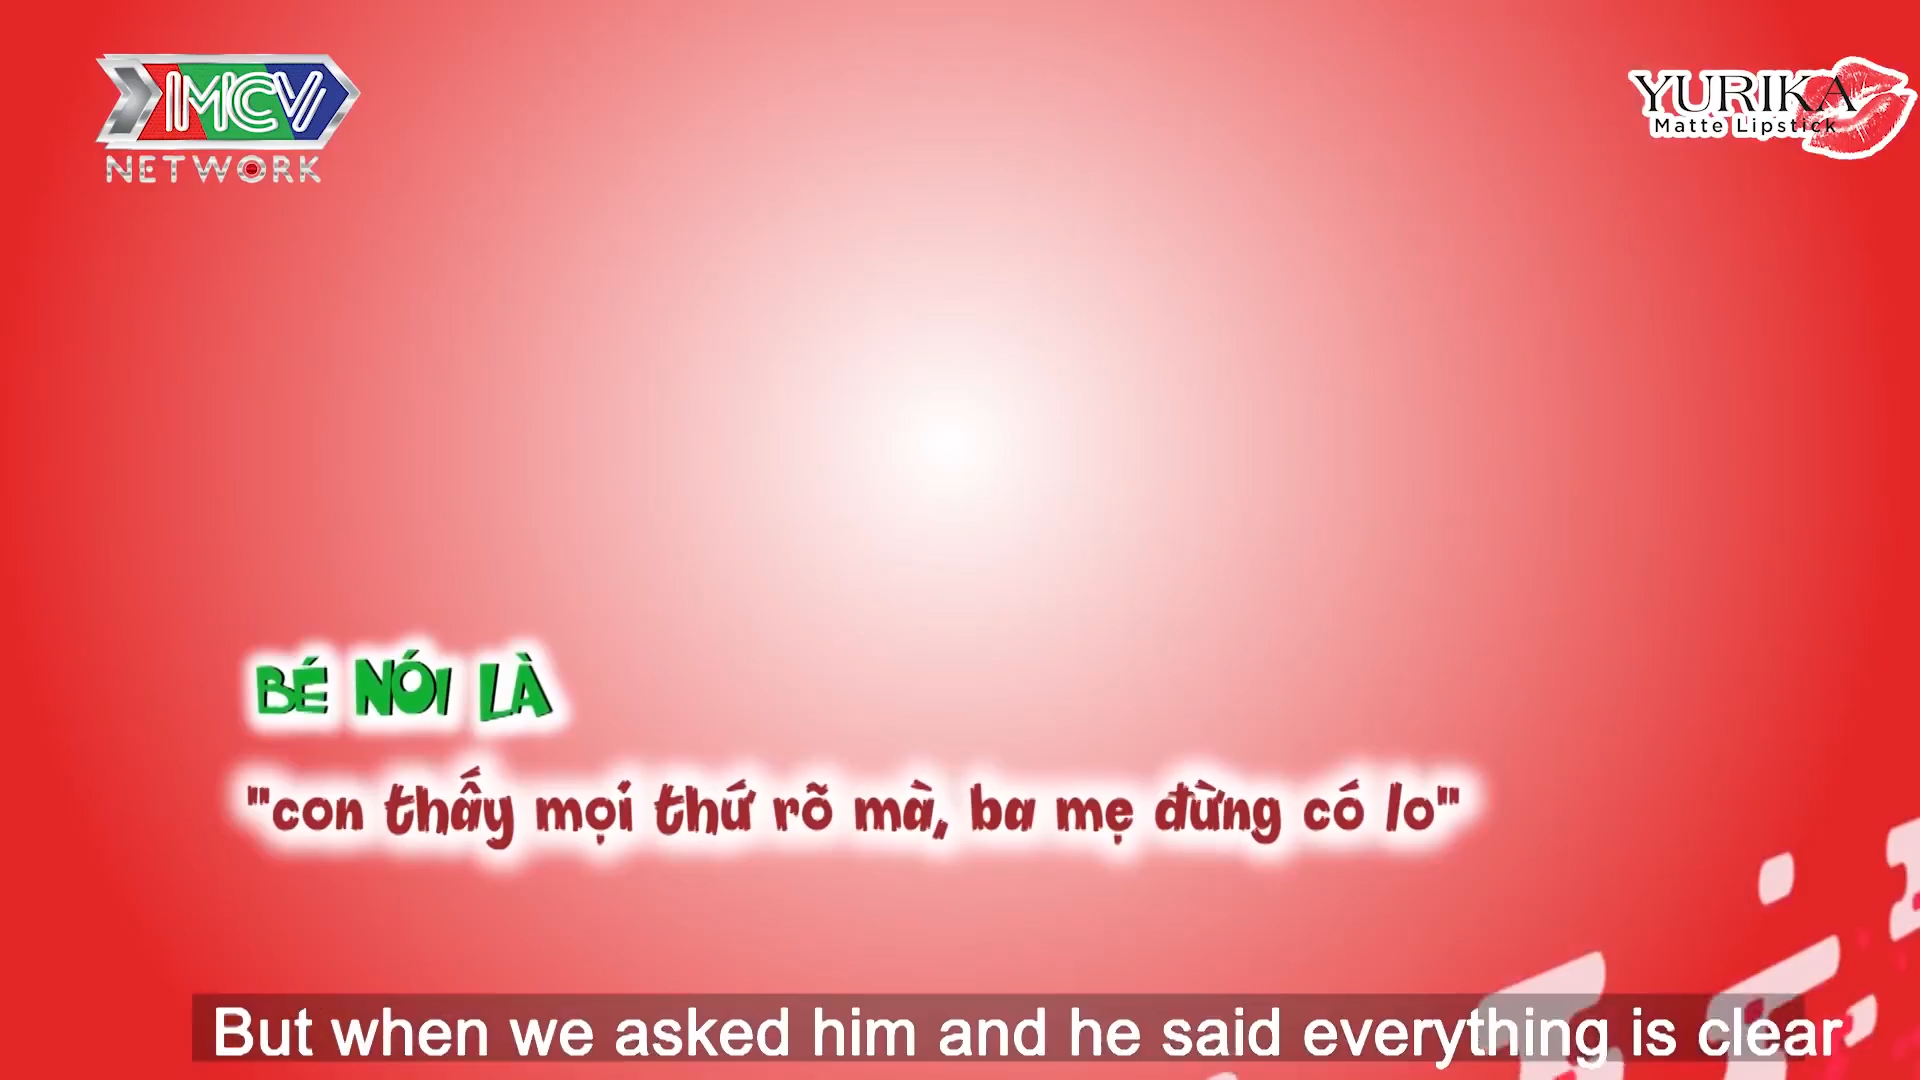 MCV
NETWORK
YURIKA
Matte Lipstick
BÉ NÓI LÀ
"con thấy mọi thứ rõ mà, ba mẹ đừng có lo"
But when we asked him and he said everything is clear